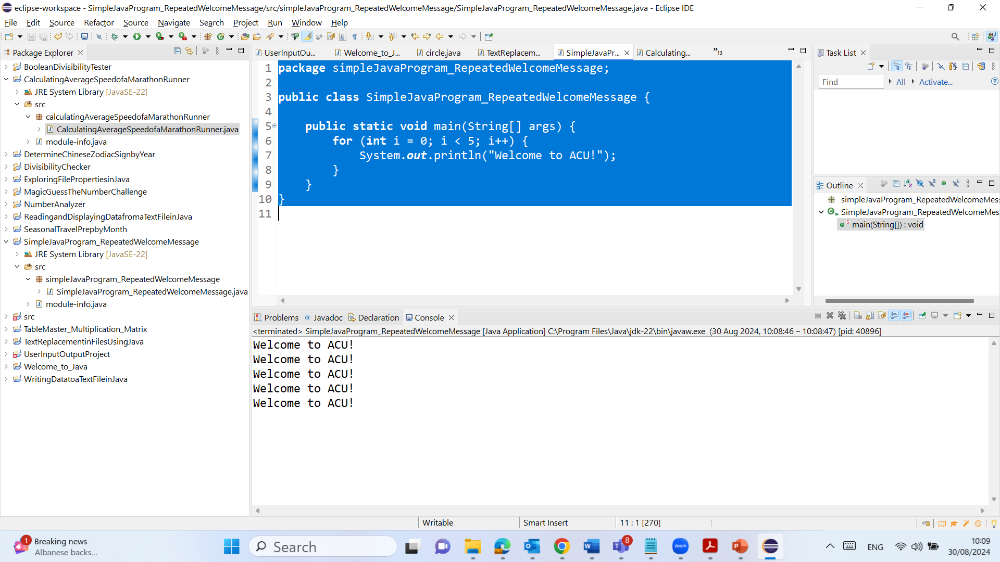 eclipse-workspace - SimpleJavaProgram_RepeatedWelcomeMessage/src/simpleJavaProgram_RepeatedWelcomeMessage/SimpleJavaProgram_RepeatedWelcomeMessage.java - Eclipse IDE
File Edit Source Refactor Source Navigate Search Project Run Window Help
Package Explorer
BooleanDivisibilityTester
CalculatingAverageSpeedofaMarathonRunner
JRE System Library [JavaSE-22]
src
calculatingAverageSpeedofaMarathonRunner
CalculatingAverageSpeedofaMarathonRunner.java
module-info.java
DetermineChineseZodiacSignbyYear
DivisibilityChecker
ExploringFilePropertiesinJava
MagicGuessTheNumberChallenge
NumberAnalyzer
ReadingandDisplayingDatafromaTextFileinJava
SeasonalTravelPrepbyMonth
SimpleJavaProgram_RepeatedWelcomeMessage
JRE System Library [JavaSE-22]
src
simpleJavaProgram_RepeatedWelcomeMessage
SimpleJavaProgram_RepeatedWelcomeMessage.java
module-info.java
src
TableMaster_Multiplication_Matrix
TextReplacementinFilesUsingJava
UserInputOutputProject
Welcome_to_Java
WritingDatatoaTextFileinJava
UserInputOu... Welcome_to_J... circle.java TextReplacem... SimpleJavaPr... Calculating... »13
1 package simpleJavaProgram_RepeatedWelcomeMessage;
2
3 public class SimpleJavaProgram_RepeatedWelcomeMessage {
4
5 public static void main(String[] args) {
6 for (int i = 0; i < 5; i++) {
7 System.out.println("Welcome to ACU!");
8 }
9 }
10 }
11
Task List
Find All Activate...
Outline
simpleJavaProgram_RepeatedWelcomeMes
SimpleJavaProgram_RepeatedWelcomeMes
main(String[]) : void
Problems @ Javadoc Declaration Console
<terminated> SimpleJavaProgram_RepeatedWelcomeMessage [Java Application] C:\Program Files\Java\jdk-22\bin\javaw.exe (30 Aug 2024, 10:08:46 – 10:08:47) [pid: 40896]
Welcome to ACU!
Welcome to ACU!
Welcome to ACU!
Welcome to ACU!
Welcome to ACU!
Writable Smart Insert 11 : 1 [270]
1 Breaking news
Albanese backs...
Search
8
zoom
ENG
10:09
30/08/2024